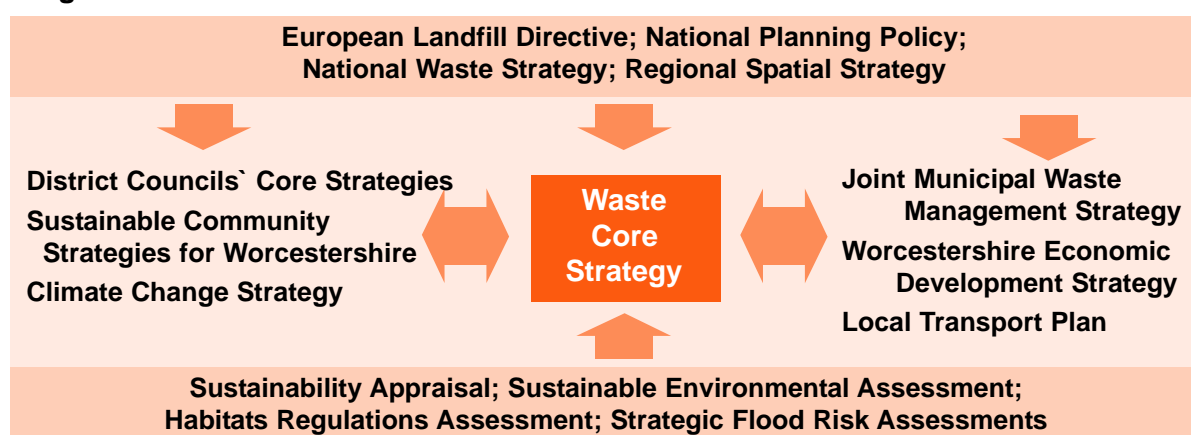 European Landfill Directive; National Planning Policy;
National Waste Strategy; Regional Spatial Strategy
District Councils` Core Strategies
Sustainable Community
Strategies for Worcestershire
Climate Change Strategy
Waste
Core
Strategy
Joint Municipal Waste
Management Strategy
Worcestershire Economic
Development Strategy
Local Transport Plan
Sustainability Appraisal; Sustainable Environmental Assessment;
Habitats Regulations Assessment; Strategic Flood Risk Assessments